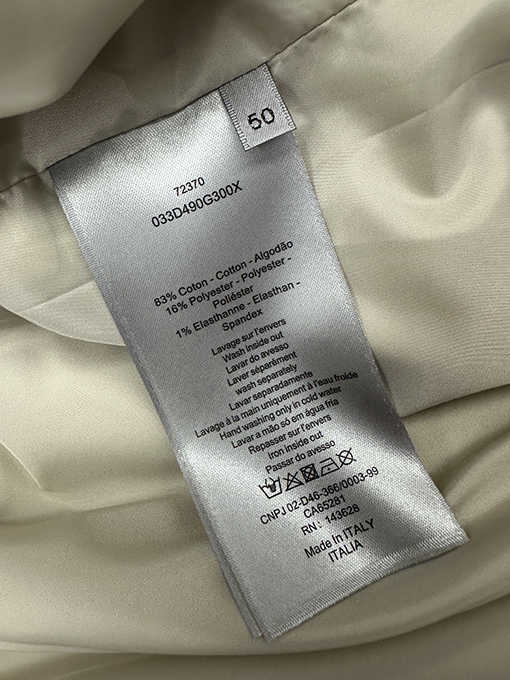 50
72370
033D490G300X
83% Coton - Cotton - Algodão
16% Polyester - Polyester -
Poliéster
1% Elasthanne - Elasthan -
Spandex
Lavage sur l'envers
Wash inside out
Lavar do avesso
Laver séparément
wash separately
Lavar separadamente
Lavage à la main uniquement à l'eau froide
Hand washing only in cold water
Lavar a mão só em água fria
Repasser sur l'envers
Iron inside out
Passar do avesso
CNPJ 02-D46-366/0003-99
CA65281
RN: 143628
Made in ITALY
ITALIA